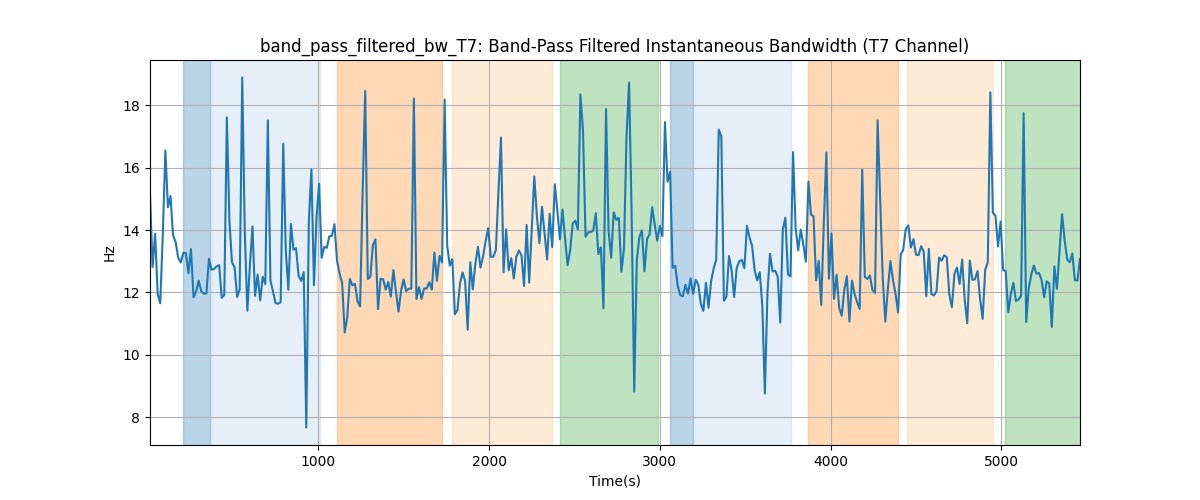 band_pass_filtered_bw_T7: Band-Pass Filtered Instantaneous Bandwidth (T7 Channel)
18
16
14
12
10
8
Hz
1000 2000 3000 4000 5000
Time(s)